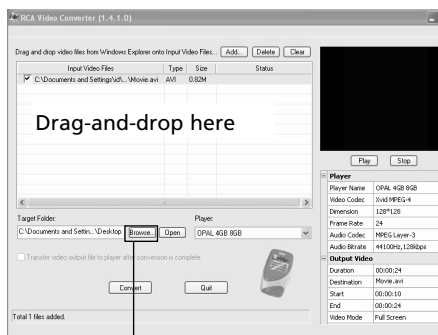 RCA Video Converter (1.4.1.0)
Drag and drop video files from Windows Explorer onto Input Video Files... Add... Delete Clear
Input Video Files Type Size Status
C:\Documents and Settings\id\...\Movie.avi AVI 0.82M
Drag-and-drop here
Target Folder:
C:\Documents and Settin...\Desktop Browse... Open
Player:
OPAL 4GB 8GB
Transfer video output file to player after conversion is complete.
Convert Quit
Total 1 files added.
Play Stop
Player
Player Name OPAL 4GB 8GB
Video Codec Xvid MPEG-4
Dimension 128*128
Frame Rate 24
Audio Codec MPEG Layer-3
Audio Bitrate 44100Hz,128kbps
Output Video
Duration 00:00:24
Destination Movie.avi
Start 00:00:10
End 00:00:24
Video Mode Full Screen